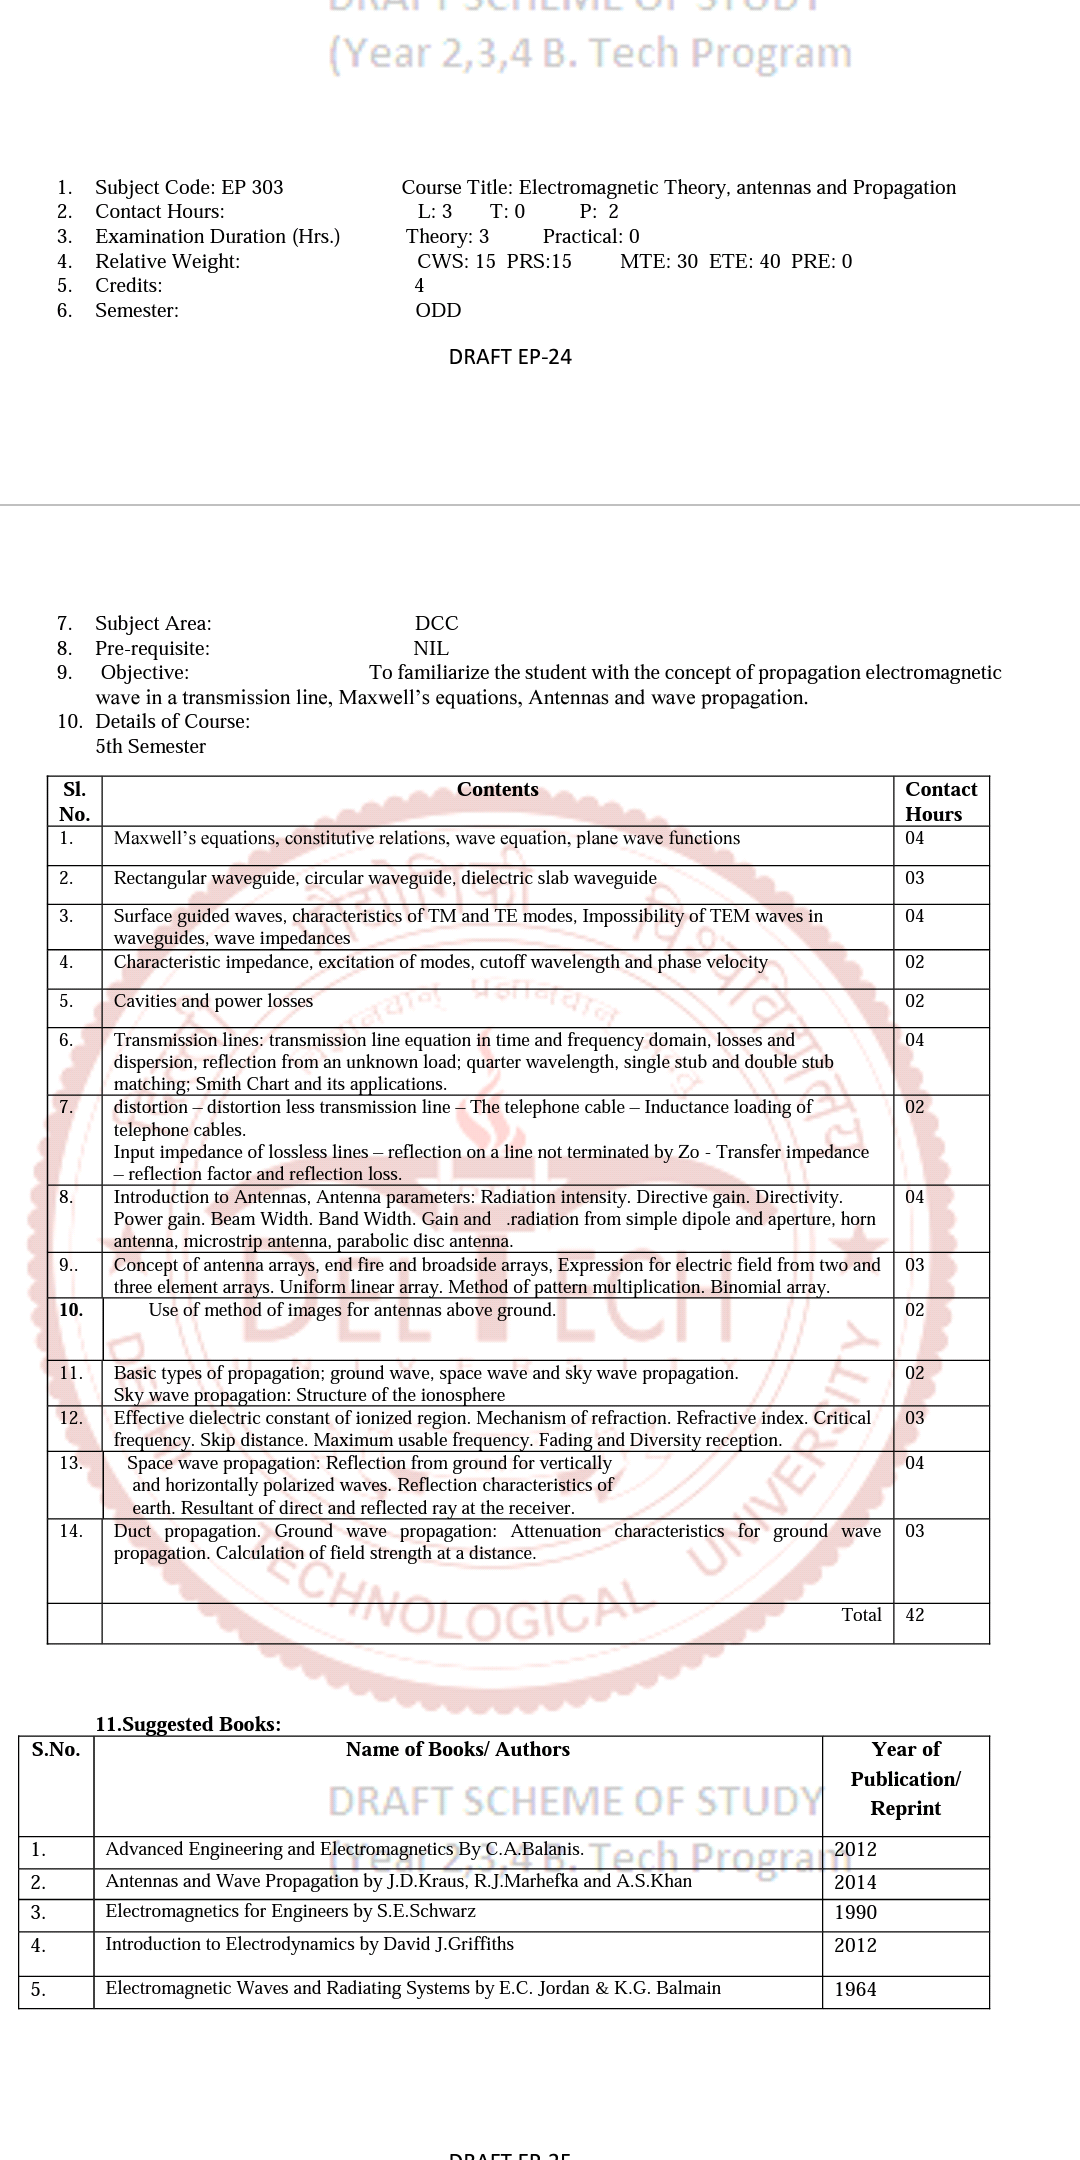 DRAFT SCHEME OF STUDY
(Year 2,3,4 B. Tech Program
1. Subject Code: EP 303 Course Title: Electromagnetic Theory, antennas and Propagation
2. Contact Hours: L: 3 T: 0 P: 2
3. Examination Duration (Hrs.) Theory: 3 Practical: 0
4. Relative Weight: CWS: 15 PRS:15 MTE: 30 ETE: 40 PRE: 0
5. Credits: 4
6. Semester: ODD
DRAFT EP-24
7. Subject Area: DCC
8. Pre-requisite: NIL
9. Objective: To familiarize the student with the concept of propagation electromagnetic
wave in a transmission line, Maxwell's equations, Antennas and wave propagation.
10. Details of Course:
5th Semester
Sl. No. Contents Contact Hours
1. Maxwell's equations, constitutive relations, wave equation, plane wave functions 04
2. Rectangular waveguide, circular waveguide, dielectric slab waveguide 03
3. Surface guided waves, characteristics of TM and TE modes, Impossibility of TEM waves in 04
waveguides, wave impedances
4. Characteristic impedance, excitation of modes, cutoff wavelength and phase velocity 02
5. Cavities and power losses 02
6. Transmission lines: transmission line equation in time and frequency domain, losses and 04
dispersion, reflection from an unknown load; quarter wavelength, single stub and double stub
matching; Smith Chart and its applications.
7. distortion – distortion less transmission line – The telephone cable – Inductance loading of 02
telephone cables.
Input impedance of lossless lines – reflection on a line not terminated by Zo - Transfer impedance
– reflection factor and reflection loss.
8. Introduction to Antennas, Antenna parameters: Radiation intensity. Directive gain. Directivity. 04
Power gain. Beam Width. Band Width. Gain and .radiation from simple dipole and aperture, horn
antenna, microstrip antenna, parabolic disc antenna.
9.. Concept of antenna arrays, end fire and broadside arrays, Expression for electric field from two and 03
three element arrays. Uniform linear array. Method of pattern multiplication. Binomial array.
10. Use of method of images for antennas above ground. 02
11. Basic types of propagation; ground wave, space wave and sky wave propagation. 02
Sky wave propagation: Structure of the ionosphere
12. Effective dielectric constant of ionized region. Mechanism of refraction. Refractive index. Critical 03
frequency. Skip distance. Maximum usable frequency. Fading and Diversity reception.
13. Space wave propagation: Reflection from ground for vertically 04
and horizontally polarized waves. Reflection characteristics of
earth. Resultant of direct and reflected ray at the receiver.
14. Duct propagation. Ground wave propagation: Attenuation characteristics for ground wave 03
propagation. Calculation of field strength at a distance.
Total 42
DELTECH
UNIVERSITY
DELHI TECHNOLOGICAL UNIVERSITY
11.Suggested Books:
S.No. Name of Books/ Authors Year of
Publication/
Reprint
DRAFT SCHEME OF STUDY
1. Advanced Engineering and Electromagnetics By C.A.Balanis. 2012
(Year 2,3,4 B. Tech Program
2. Antennas and Wave Propagation by J.D.Kraus, R.J.Marhefka and A.S.Khan 2014
3. Electromagnetics for Engineers by S.E.Schwarz 1990
4. Introduction to Electrodynamics by David J.Griffiths 2012
5. Electromagnetic Waves and Radiating Systems by E.C. Jordan & K.G. Balmain 1964
DRAFT EP-25